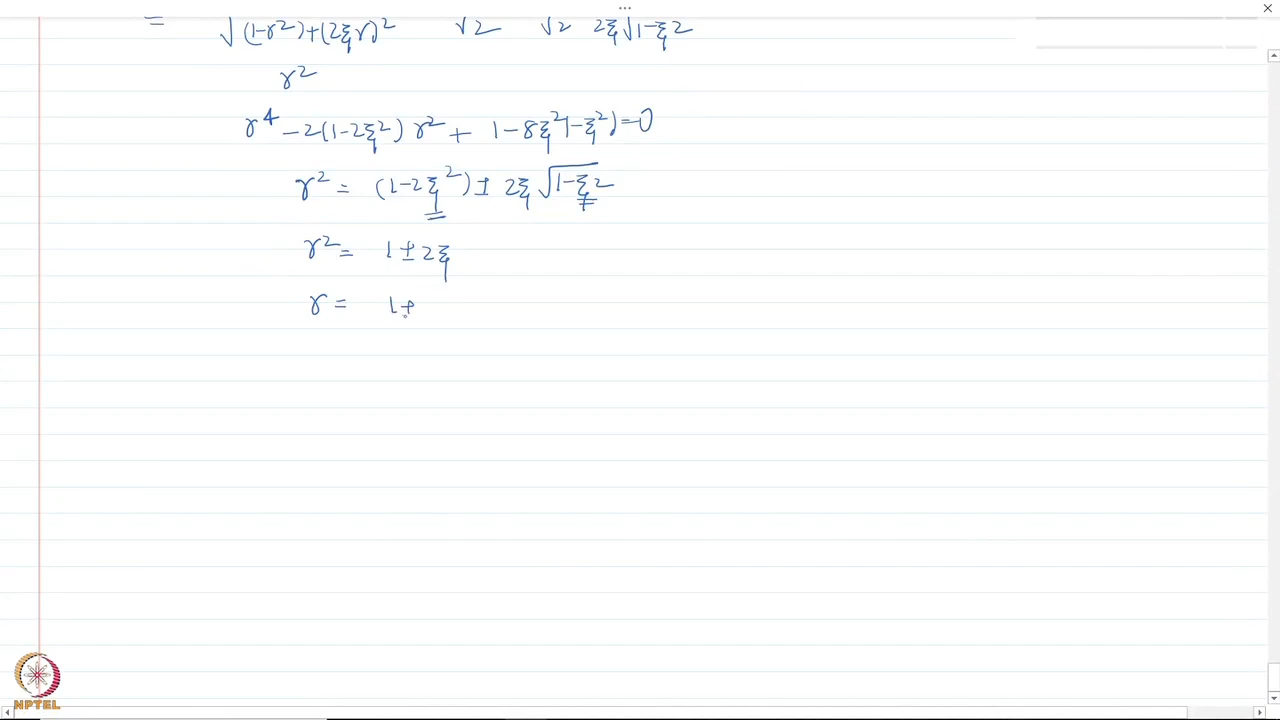 = √(1-r²)+(2ξr)² √2 √2 2ξ√1-ξ2
r²
r⁴ -2(1-2ξ²) r² + 1-8ξ²(1-ξ²)=0
r² = (1-2ξ²) ± 2ξ √1-ξ2
r² = 1 ± 2ξ
r = 1+
NPTEL